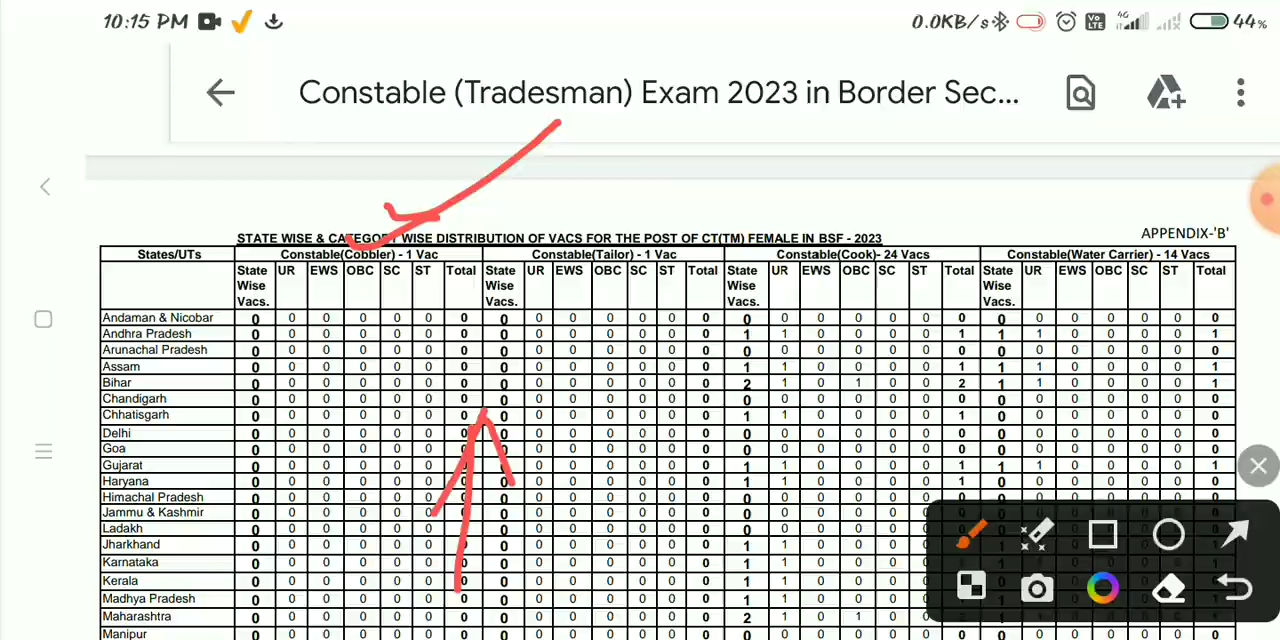 10:15 PM 0.0KB/s 4G Vo LTE 44%
Constable (Tradesman) Exam 2023 in Border Sec...
APPENDIX-'B'
STATE WISE & CATEGORY WISE DISTRIBUTION OF VACS FOR THE POST OF CT(TM) FEMALE IN BSF - 2023
States/UTs Constable(Cobbler) - 1 Vac Constable(Tailor) - 1 Vac Constable(Cook)- 24 Vacs Constable(Water Carrier) - 14 Vacs
State Wise Vacs. UR EWS OBC SC ST Total State Wise Vacs. UR EWS OBC SC ST Total State Wise Vacs. UR EWS OBC SC ST Total State Wise Vacs. UR EWS OBC SC ST Total
Andaman & Nicobar 0 0 0 0 0 0 0 0 0 0 0 0 0 0 0 0 0 0 0 0 0 0 0 0 0 0 0 0
Andhra Pradesh 0 0 0 0 0 0 0 0 0 0 0 0 0 0 1 1 0 0 0 0 1 1 1 0 0 0 0 1
Arunachal Pradesh 0 0 0 0 0 0 0 0 0 0 0 0 0 0 0 0 0 0 0 0 0 0 0 0 0 0 0 0
Assam 0 0 0 0 0 0 0 0 0 0 0 0 0 0 1 1 0 0 0 0 1 1 1 0 0 0 0 1
Bihar 0 0 0 0 0 0 0 0 0 0 0 0 0 0 2 1 0 1 0 0 2 1 1 0 0 0 0 1
Chandigarh 0 0 0 0 0 0 0 0 0 0 0 0 0 0 0 0 0 0 0 0 0 0 0 0 0 0 0 0
Chhatisgarh 0 0 0 0 0 0 0 0 0 0 0 0 0 0 1 1 0 0 0 0 1 0 0 0 0 0 0 0
Delhi 0 0 0 0 0 0 0 0 0 0 0 0 0 0 0 0 0 0 0 0 0 0 0 0 0 0 0 0
Goa 0 0 0 0 0 0 0 0 0 0 0 0 0 0 0 0 0 0 0 0 0 0 0 0 0 0 0 0
Gujarat 0 0 0 0 0 0 0 0 0 0 0 0 0 0 1 1 0 0 0 0 1 1 1 0 0 0 0 1
Haryana 0 0 0 0 0 0 0 0 0 0 0 0 0 0 1 1 0 0 0 0 1 0 0 0 0 0 0 0
Himachal Pradesh 0 0 0 0 0 0 0 0 0 0 0 0 0 0 0 0 0 0 0 0
Jammu & Kashmir 0 0 0 0 0 0 0 0 0 0 0 0 0 0 0 0 0 0 0
Ladakh 0 0 0 0 0 0 0 0 0 0 0 0 0 0 0 0 0 0 0
Jharkhand 0 0 0 0 0 0 0 0 0 0 0 0 0 0 1 1 0 0 0
Karnataka 0 0 0 0 0 0 0 0 0 0 0 0 0 0 1 1 0 0 0
Kerala 0 0 0 0 0 0 0 0 0 0 0 0 0 0 1 1 0 0 0
Madhya Pradesh 0 0 0 0 0 0 0 0 0 0 0 0 0 0 1 1 0 0 0
Maharashtra 0 0 0 0 0 0 0 0 0 0 0 0 0 0 2 1 0 1 0
Manipur 0 0 0 0 0 0 0 0 0 0 0 0 0 0 0 0 0 0 0